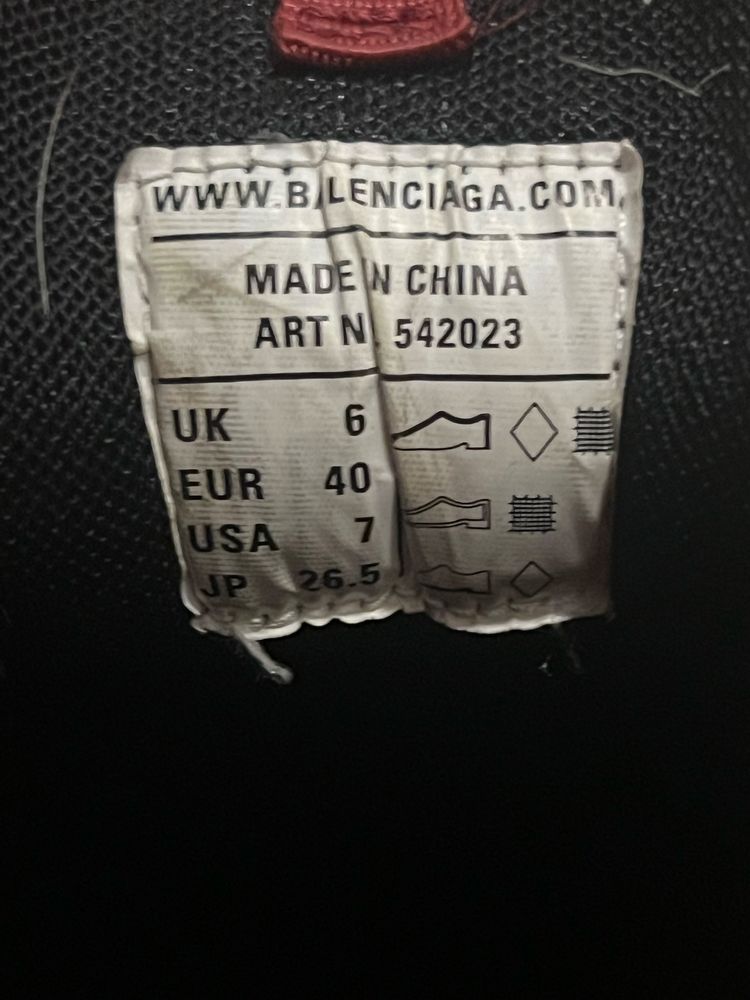 WWW.BALENCIAGA.COM
MADE IN CHINA
ART N. 542023
UK 6
EUR 40
USA 7
JP 26.5